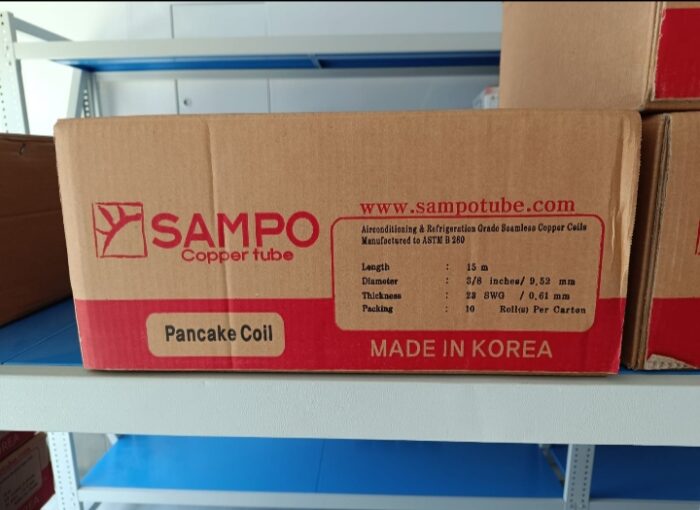 www.sampotube.com
SAMPO
Copper tube
Airconditioning & Refrigeration Grade Seamless Copper Coils
Manufactored to ASTM B 280
Length : 15 m
Diameter : 3/8 inches/ 9.52 mm
Thickness : 23 SWG / 0.61 mm
Packing : 10 Roll(s) Per Carton
Pancake Coil
MADE IN KOREA